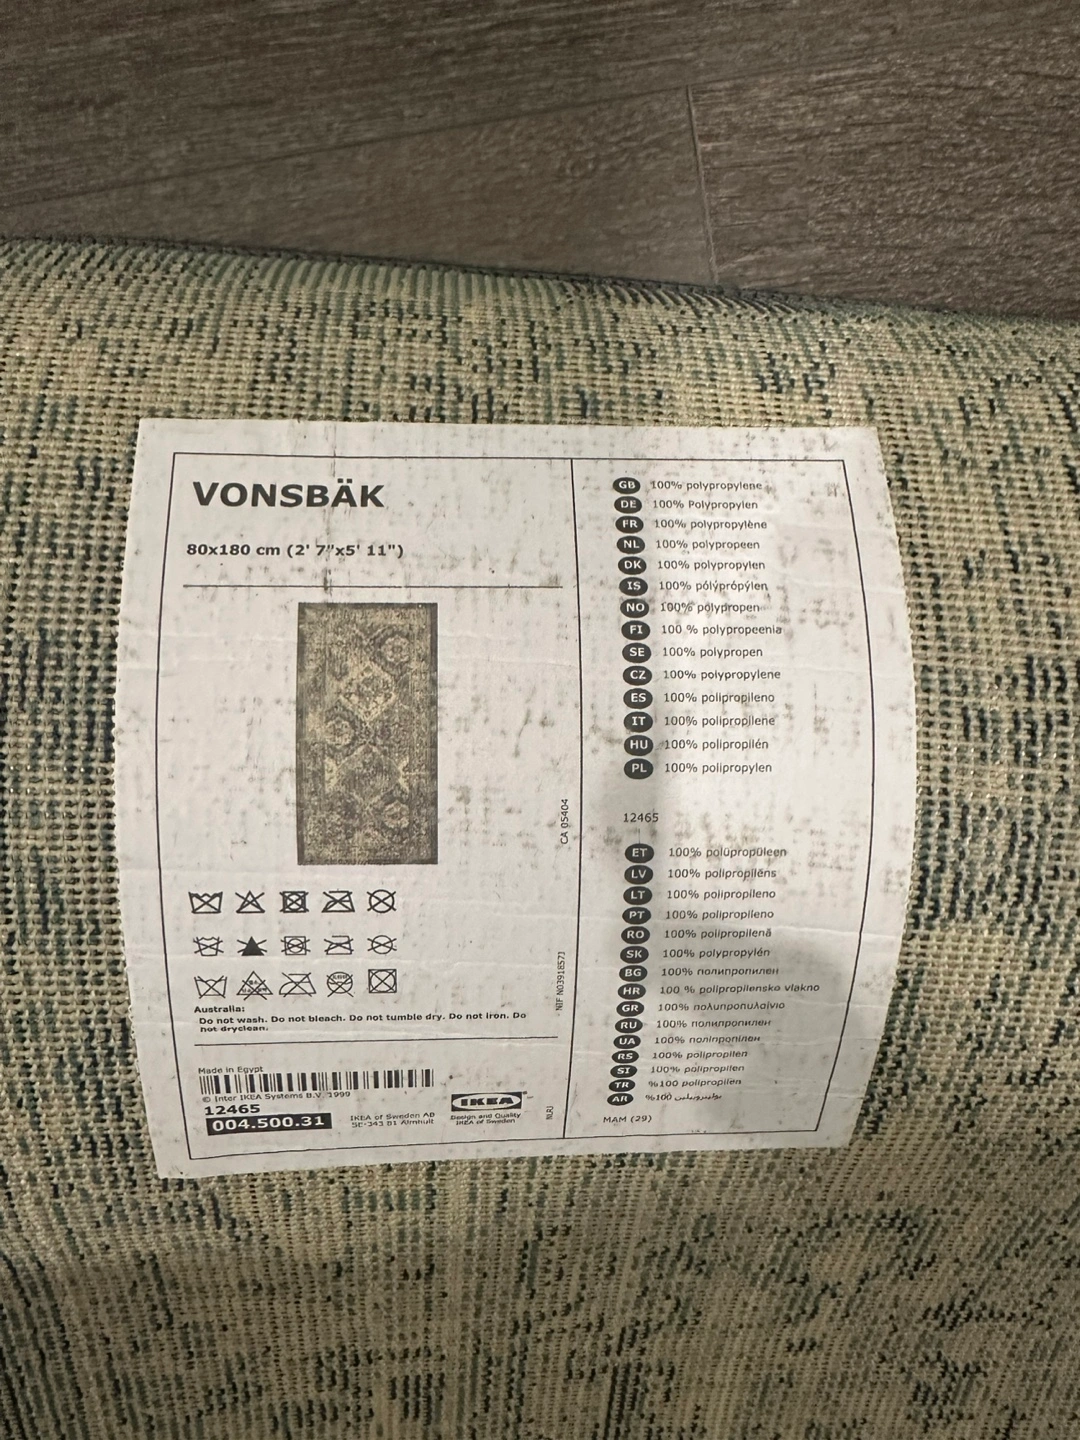 VONSBÄK
80x180 cm (2' 7"x5' 11")
Australia:
Do not wash. Do not bleach. Do not tumble dry. Do not iron. Do
not dryclean.
Made in Egypt
© Inter IKEA Systems B.V. 1999
12465
004.500.31
IKEA of Sweden AB
SE-343 81 Älmhult
IKEA
Design and Quality
IKEA of Sweden
CA 05404
NIF N03918573
GB 100% polypropylene
DE 100% Polypropylen
FR 100% polypropylène
NL 100% polypropeen
DK 100% polypropylen
IS 100% pólýprópýlen
NO 100% polypropen
FI 100 % polypropeenia
SE 100% polypropen
CZ 100% polypropylene
ES 100% polipropileno
IT 100% polipropilene
HU 100% polipropilén
PL 100% polipropylen
12465
ET 100% polüpropüleen
LV 100% polipropilēns
LT 100% polipropileno
PT 100% polipropileno
RO 100% polipropilenă
SK 100% polypropylén
BG 100% полипропилен
HR 100 % polipropilensko vlakno
GR 100% πολυπροπυλαίνιο
RU 100% полипропилен
UA 100% поліпропілен
RS 100% polipropilen
SI 100% polipropilen
TR %100 polipropilen
AR %100 بوليبروبيلين
MAM (29)